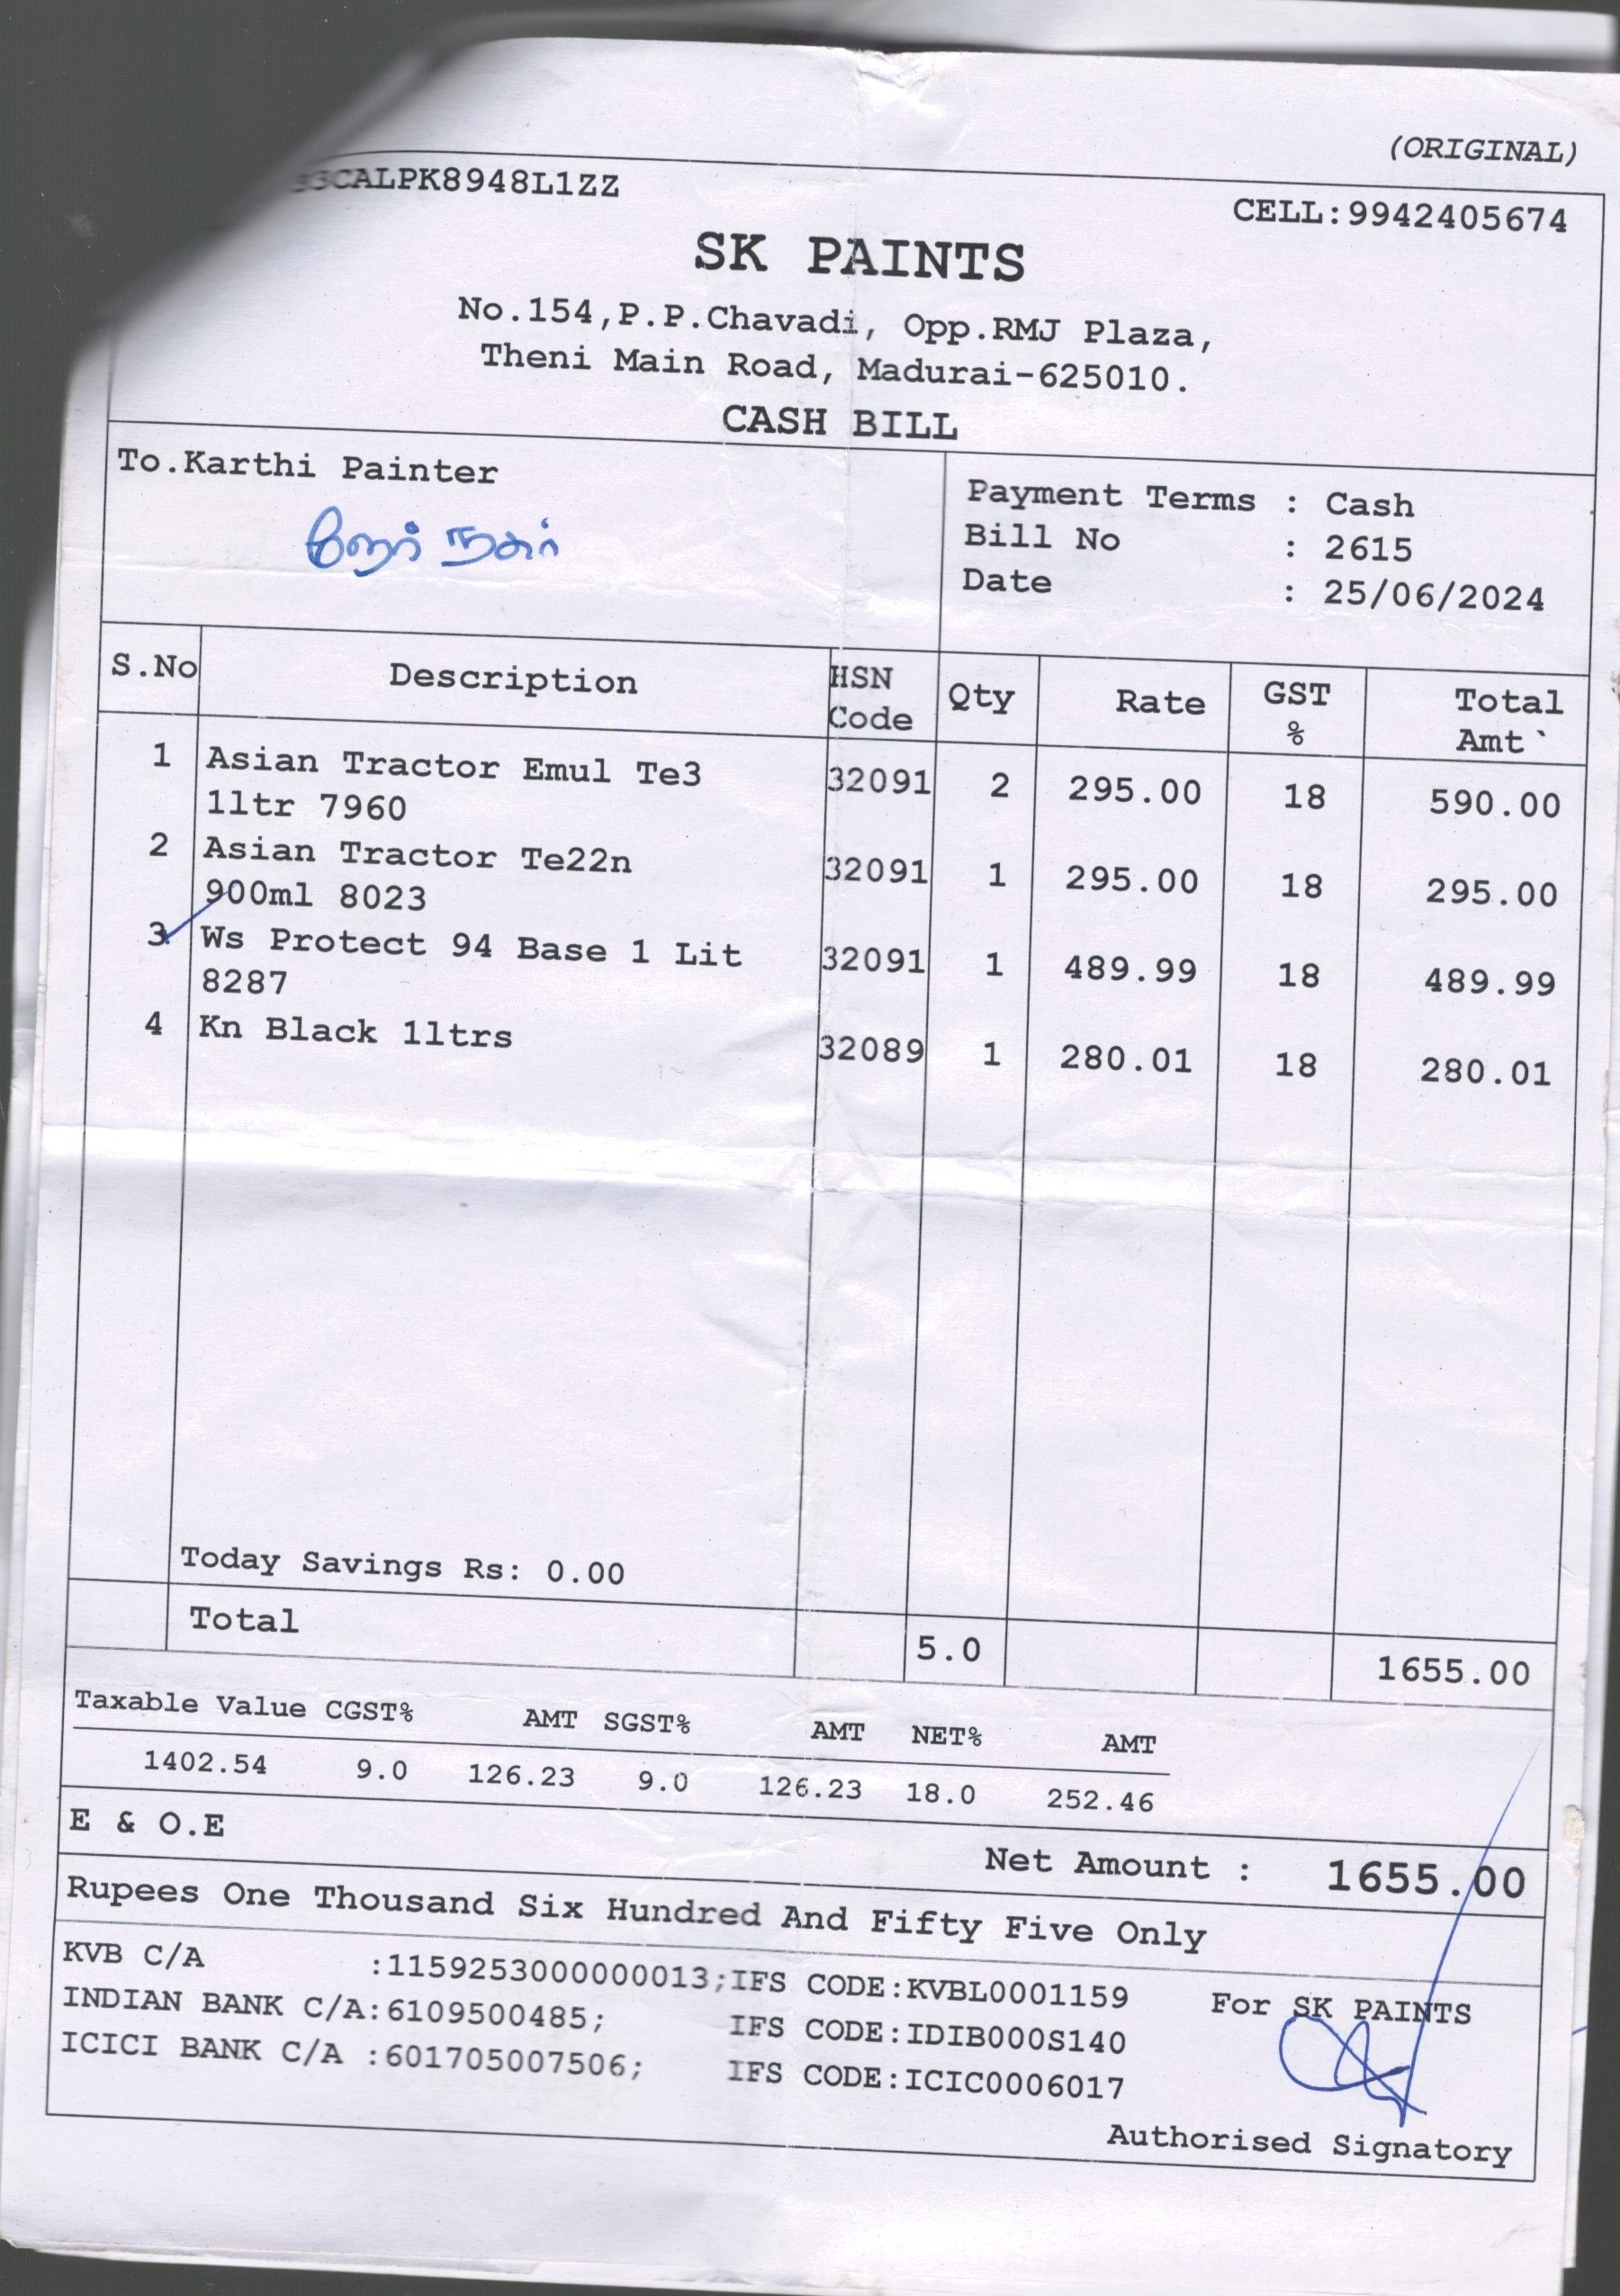 (ORIGINAL)
33CALPK8948L1ZZ
CELL:9942405674
SK PAINTS
No.154,P.P.Chavadi, Opp.RMJ Plaza,
Theni Main Road, Madurai-625010.
CASH BILL
To.Karthi Painter
நகர்
Payment Terms : Cash
Bill No : 2615
Date : 25/06/2024
S.No Description HSN Code Qty Rate GST % Total Amt`
1 Asian Tractor Emul Te3 32091 2 295.00 18 590.00
1ltr 7960
2 Asian Tractor Te22n 32091 1 295.00 18 295.00
900ml 8023
3 Ws Protect 94 Base 1 Lit 32091 1 489.99 18 489.99
8287
4 Kn Black 1ltrs 32089 1 280.01 18 280.01
Today Savings Rs: 0.00
Total 5.0 1655.00
Taxable Value CGST% AMT SGST% AMT NET% AMT
1402.54 9.0 126.23 9.0 126.23 18.0 252.46
E & O.E
Net Amount : 1655.00
Rupees One Thousand Six Hundred And Fifty Five Only
KVB C/A :1159253000000013;IFS CODE:KVBL0001159
INDIAN BANK C/A:6109500485; IFS CODE:IDIB000S140
ICICI BANK C/A :601705007506; IFS CODE:ICIC0006017
For SK PAINTS
Authorised Signatory